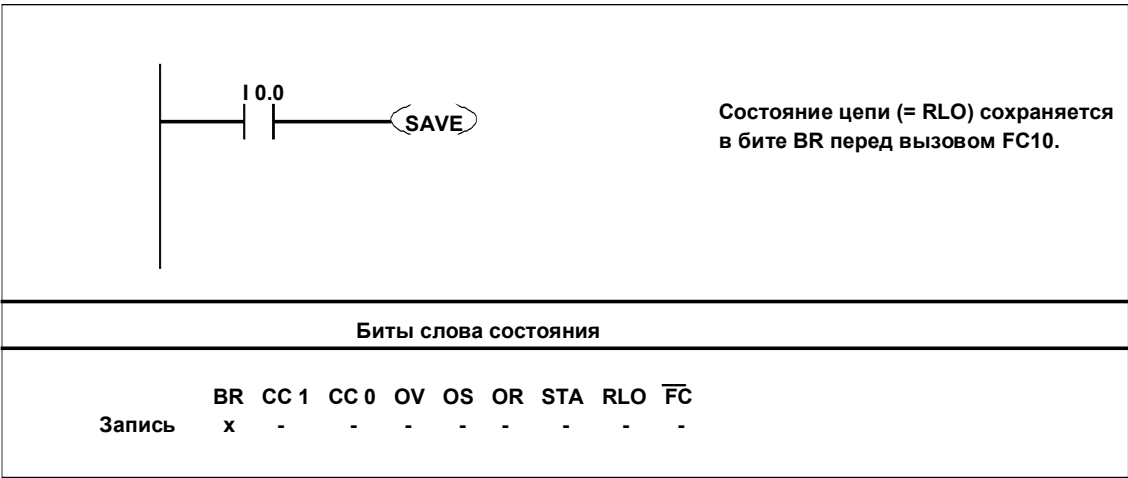 I 0.0
SAVE
Состояние цепи (= RLO) сохраняется
в бите BR перед вызовом FC10.
Биты слова состояния
BR CC 1 CC 0 OV OS OR STA RLO F̅C̅
Запись x - - - - - - - -